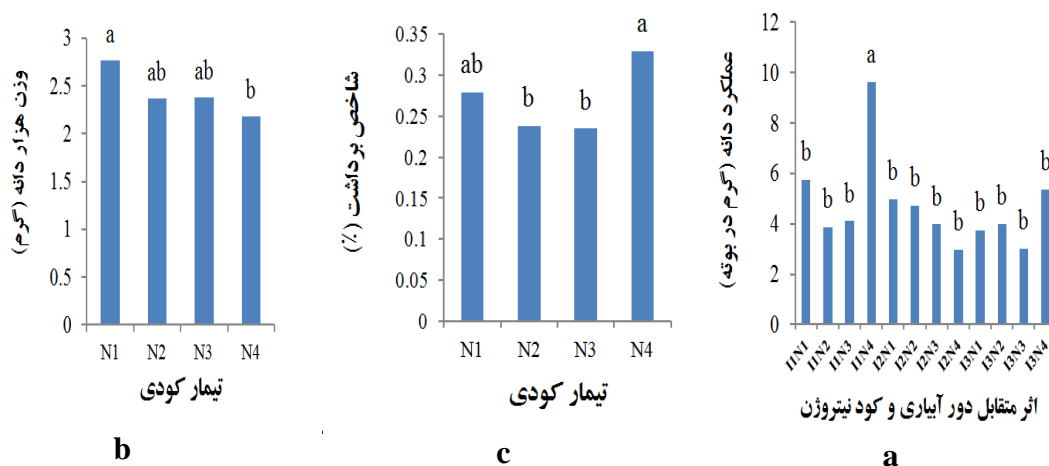 وزن هزار دانه (گرم)
3
2.5
2
1.5
1
0.5
0
a
ab
ab
b
N1
N2
N3
N4
تیمار کودی
b
شاخص برداشت (٪)
0.35
0.3
0.25
0.2
0.15
0.1
0.05
0
ab
b
b
a
N1
N2
N3
N4
تیمار کودی
c
عملکرد دانه (گرم در بوته)
12
10
8
6
4
2
0
b
b
b
a
b
b
b
b
b
b
b
b
I1N1
I1N2
I1N3
I1N4
I2N1
I2N2
I2N3
I2N4
I3N1
I3N2
I3N3
I3N4
اثر متقابل دور آبیاری و کود نیتروژن
a